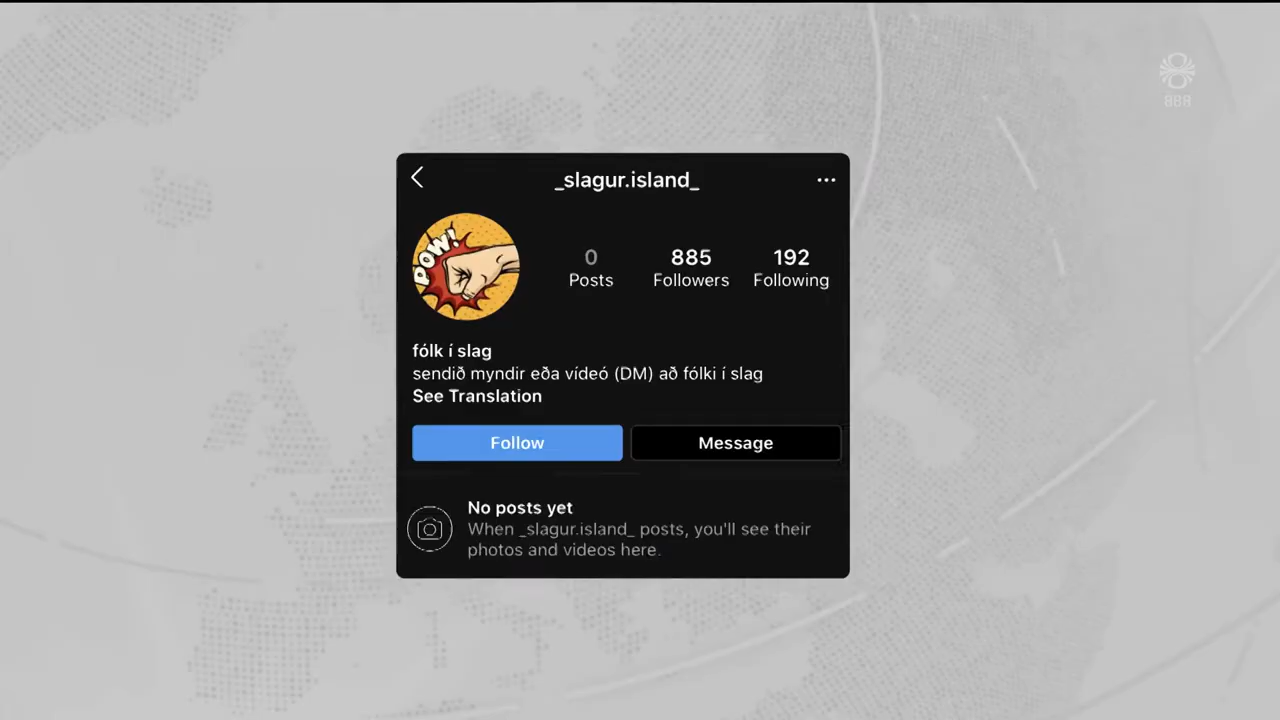 888
_slagur.island_
POW!
0
Posts
885
Followers
192
Following
fólk í slag
sendið myndir eða vídeó (DM) að fólki í slag
See Translation
Follow
Message
No posts yet
When _slagur.island_ posts, you'll see their
photos and videos here.